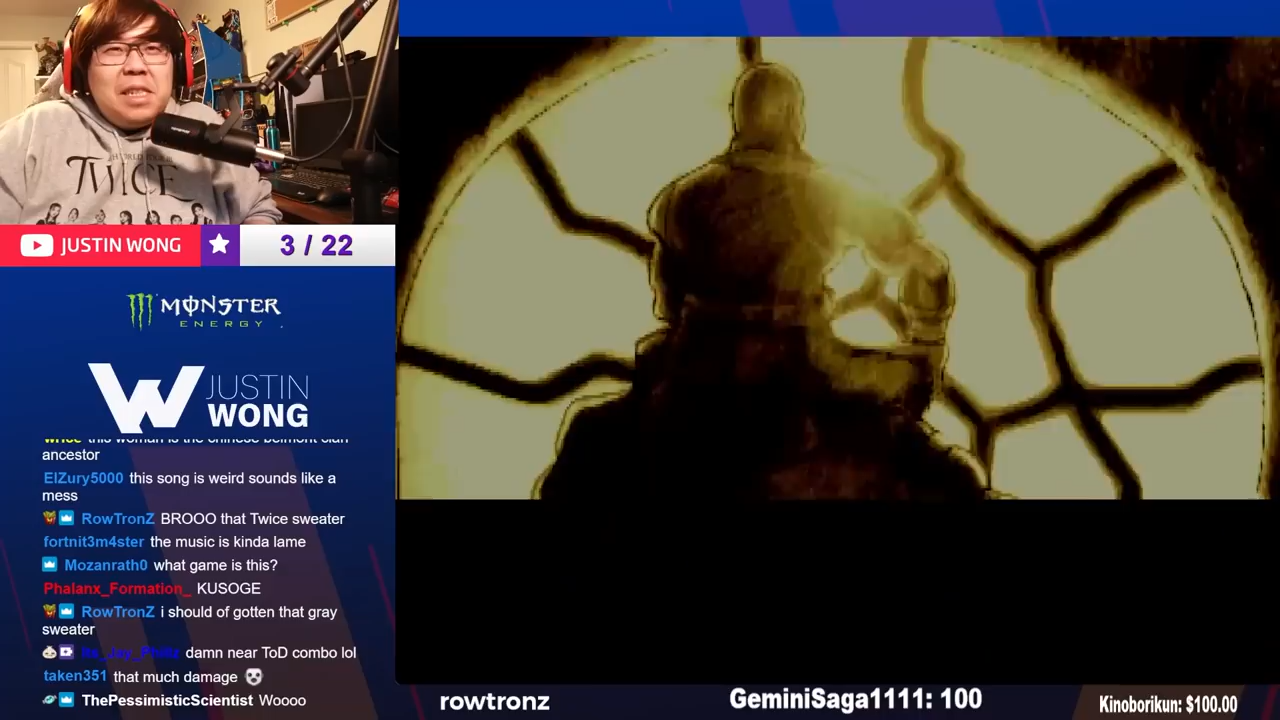 WORLD TOUR
TWICE
JUSTIN WONG
3 / 22
MONSTER
ENERGY
JUSTIN
WONG
this woman is the chinese belmont clan
ancestor
ElZury5000 this song is weird sounds like a
mess
RowTronZ BROOO that Twice sweater
fortnit3m4ster the music is kinda lame
Mozanrath0 what game is this?
Phalanx_Formation_ KUSOGE
RowTronZ i should of gotten that gray
sweater
damn near ToD combo lol
taken351 that much damage
ThePessimisticScientist Woooo
rowtronz
GeminiSaga1111: 100
Kinoborikun: $100.00